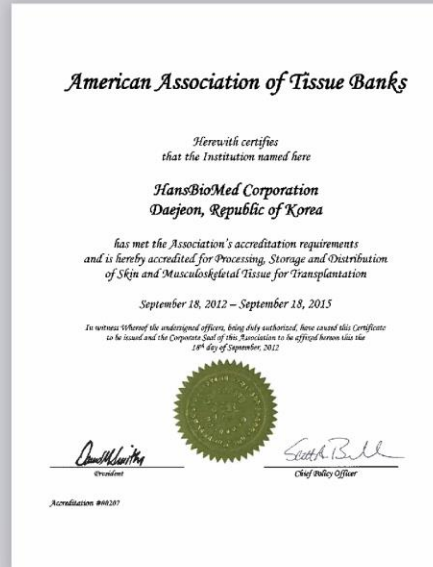 American Association of Tissue Banks
Herewith certifies
that the Institution named here
HansBioMed Corporation
Daejeon, Republic of Korea
has met the Association's accreditation requirements
and is hereby accredited for Processing, Storage and Distribution
of Skin and Musculoskeletal Tissue for Transplantation
September 18, 2012 – September 18, 2015
In witness Whereof the undersigned officers, being duly authorized, have caused this Certificate
to be issued and the Corporate Seal of this Association to be affixed hereon this the
18th day of September, 2012
President
Chief Policy Officer
Accreditation #00207